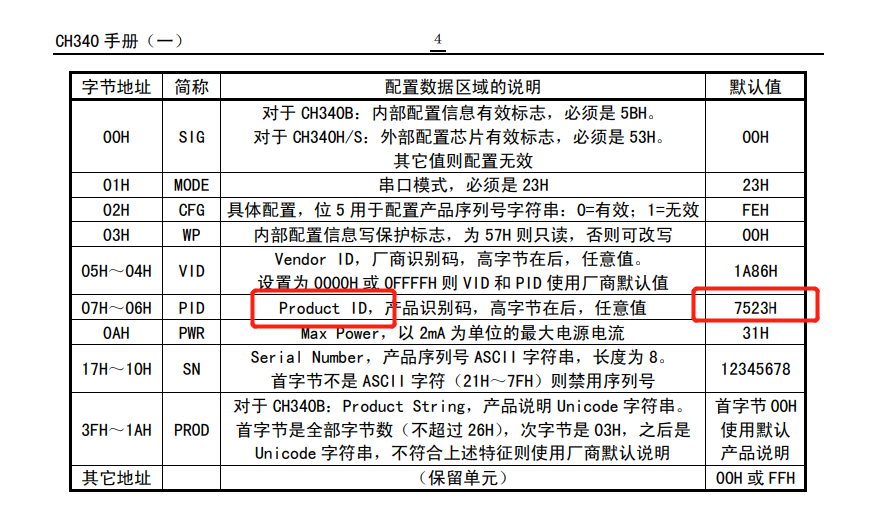 CH340 手册（一）
4
字节地址 简称 配置数据区域的说明 默认值
00H SIG 对于 CH340B：内部配置信息有效标志，必须是 5BH。 00H
对于 CH340H/S：外部配置芯片有效标志，必须是 53H。
其它值则配置无效
01H MODE 串口模式，必须是 23H 23H
02H CFG 具体配置，位 5 用于配置产品序列号字符串：0=有效；1=无效 FEH
03H WP 内部配置信息写保护标志，为 57H 则只读，否则可改写 00H
05H～04H VID Vendor ID，厂商识别码，高字节在后，任意值。 1A86H
设置为 0000H 或 0FFFFH 则 VID 和 PID 使用厂商默认值
07H～06H PID Product ID，产品识别码，高字节在后，任意值 7523H
0AH PWR Max Power，以 2mA 为单位的最大电源电流 31H
17H～10H SN Serial Number，产品序列号 ASCII 字符串，长度为 8。 12345678
首字节不是 ASCII 字符（21H～7FH）则禁用序列号
3FH～1AH PROD 对于 CH340B：Product String，产品说明 Unicode 字符串。 首字节 00H
首字节是全部字节数（不超过 26H），次字节是 03H，之后是 使用默认
Unicode 字符串，不符合上述特征则使用厂商默认说明 产品说明
其它地址 （保留单元） 00H 或 FFH